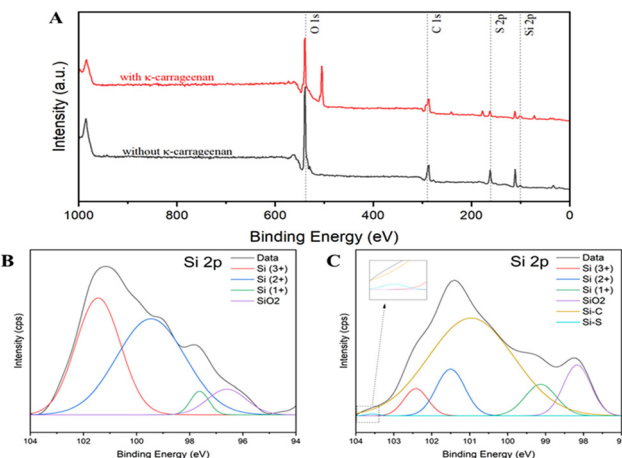 A
O 1s
C 1s
S 2p
Si 2p
with κ-carrageenan
without κ-carrageenan
Intensity (a.u.)
1000 800 600 400 200 0
Binding Energy (eV)
B
Si 2p
Data
Si (3+)
Si (2+)
Si (1+)
SiO2
Intensity (cps)
104 102 100 98 96 94
Binding Energy (eV)
C
Si 2p
Data
Si (3+)
Si (2+)
Si (1+)
SiO2
Si-C
Si-S
Intensity (cps)
104 103 102 101 100 99 98 9
Binding Energy (eV)